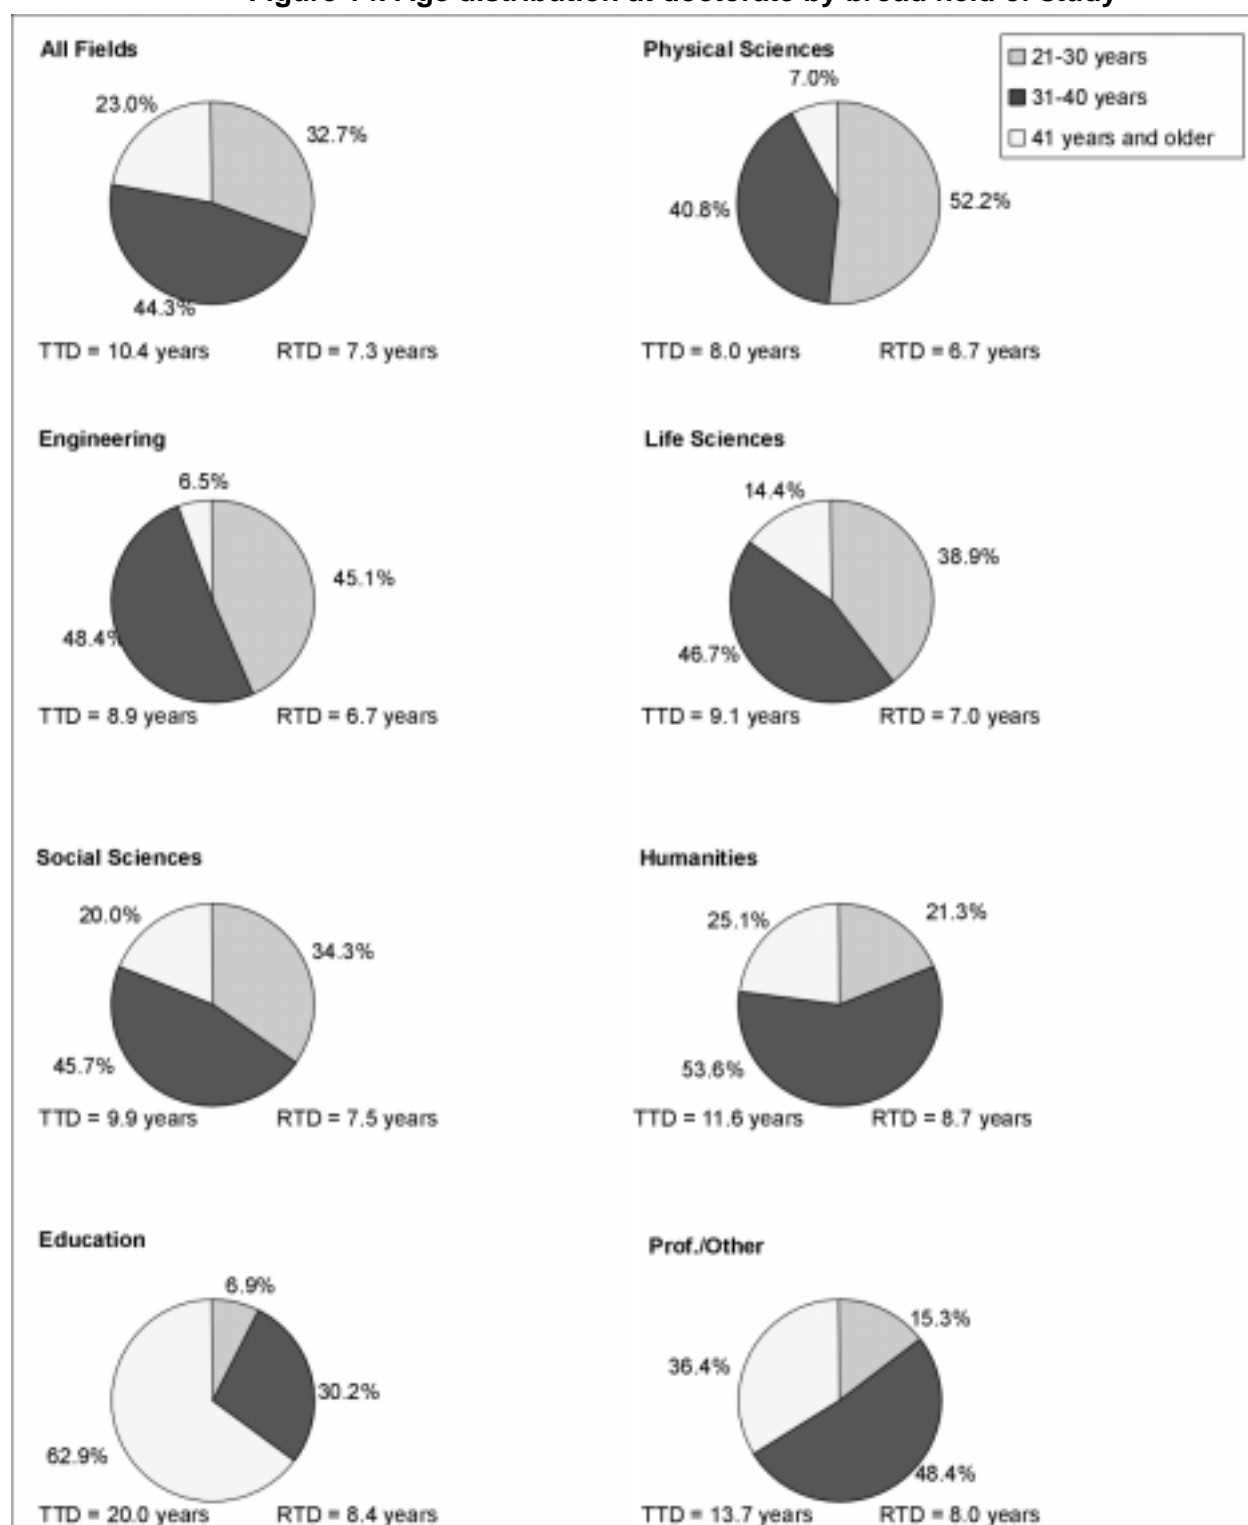 All Fields
23.0%
32.7%
44.3%
TTD = 10.4 years RTD = 7.3 years
Physical Sciences
7.0%
40.8%
52.2%
TTD = 8.0 years RTD = 6.7 years
21-30 years
31-40 years
41 years and older
Engineering
6.5%
45.1%
48.4%
TTD = 8.9 years RTD = 6.7 years
Life Sciences
14.4%
38.9%
46.7%
TTD = 9.1 years RTD = 7.0 years
Social Sciences
20.0%
34.3%
45.7%
TTD = 9.9 years RTD = 7.5 years
Humanities
25.1%
21.3%
53.6%
TTD = 11.6 years RTD = 8.7 years
Education
6.9%
30.2%
62.9%
TTD = 20.0 years RTD = 8.4 years
Prof./Other
15.3%
36.4%
48.4%
TTD = 13.7 years RTD = 8.0 years